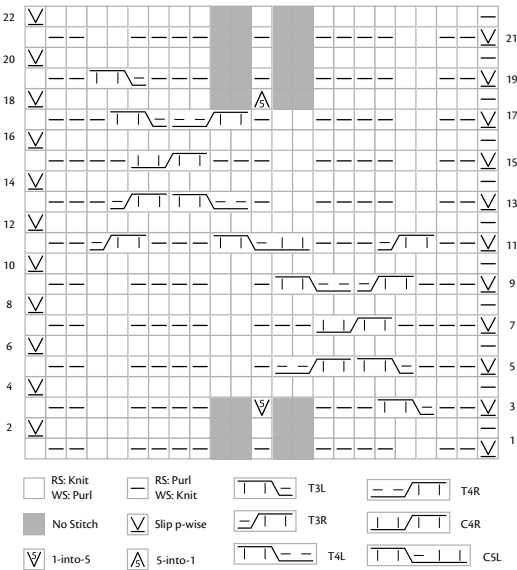 22
21
20
19
18
5
17
16
15
14
13
12
11
10
9
8
7
6
5
4
5
3
2
1
RS: Knit
WS: Purl
RS: Purl
WS: Knit
T3L
T4R
No Stitch
Slip p-wise
T3R
C4R
5
1-into-5
5
5-into-1
T4L
C5L